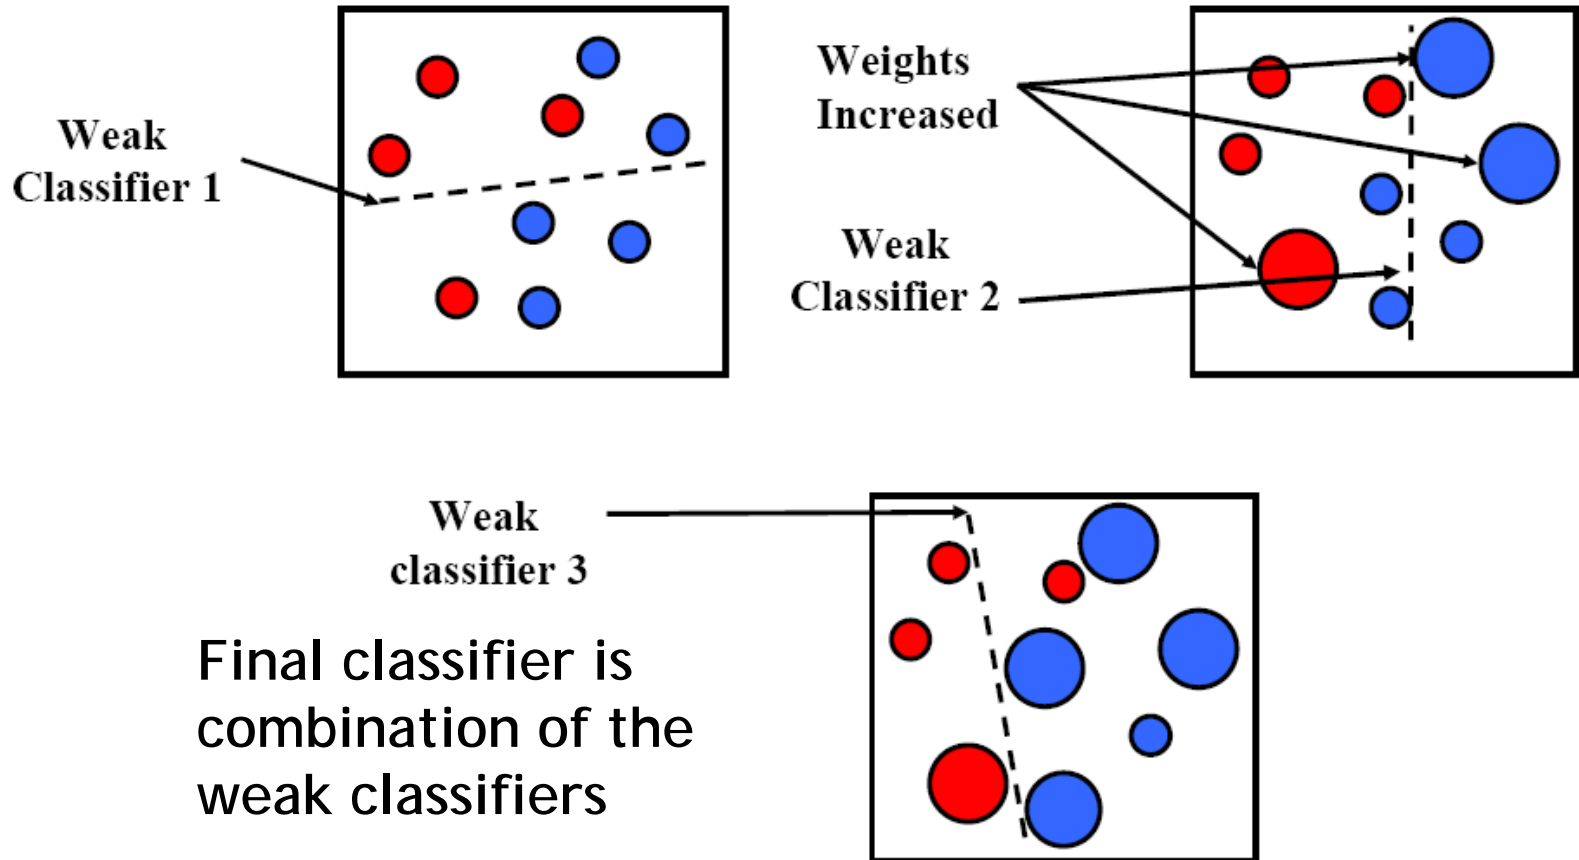 Weak
Classifier 1
Weights
Increased
Weak
Classifier 2
Weak
classifier 3
Final classifier is
combination of the
weak classifiers